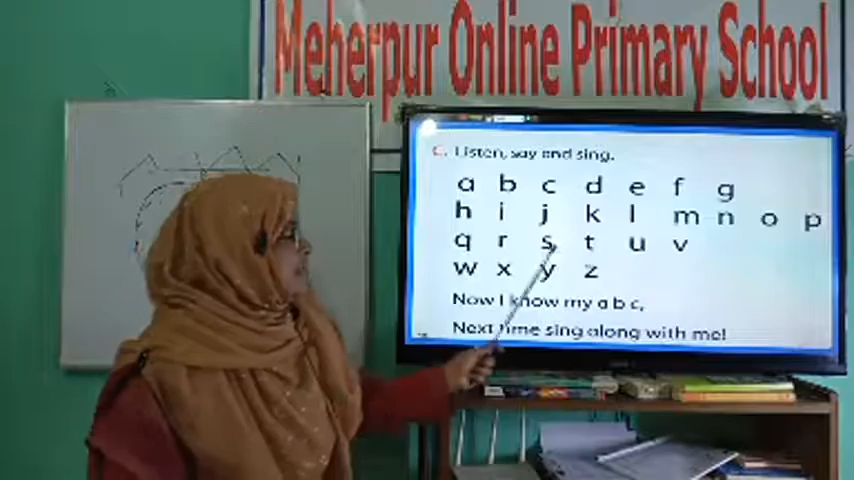 Meherpur Online Primary School
C. Listen, say and sing.
a b c d e f g
h i j k l m n o p
q r s t u v
w x y z
Now I know my a b c,
Next time sing along with me!